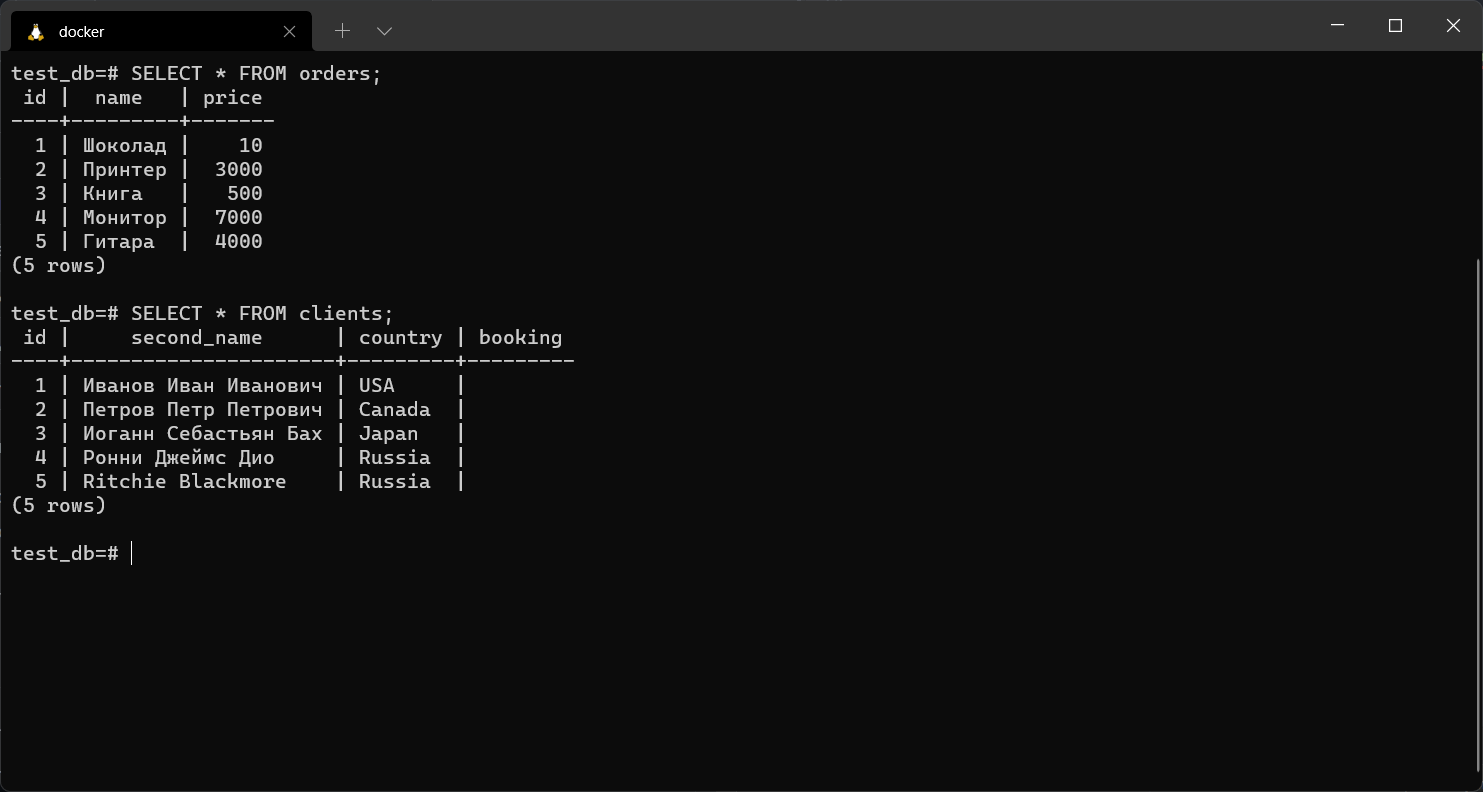 docker
test_db=# SELECT * FROM orders;
 id |  name   | price
----+---------+-------
  1 | Шоколад |    10
  2 | Принтер |  3000
  3 | Книга   |   500
  4 | Монитор |  7000
  5 | Гитара  |  4000
(5 rows)

test_db=# SELECT * FROM clients;
 id |     second_name      | country | booking
----+----------------------+---------+---------
  1 | Иванов Иван Иванович | USA     |
  2 | Петров Петр Петрович | Canada  |
  3 | Иоганн Себастьян Бах | Japan   |
  4 | Ронни Джеймс Дио     | Russia  |
  5 | Ritchie Blackmore    | Russia  |
(5 rows)

test_db=#